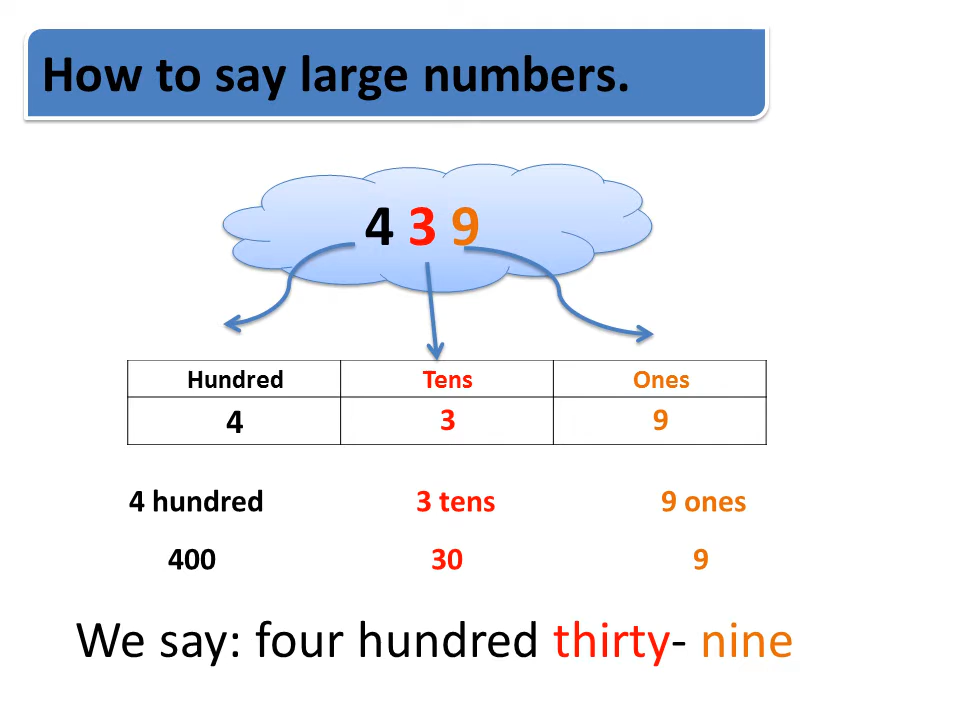 How to say large numbers.
4 3 9
Hundred Tens Ones
4 3 9
4 hundred 3 tens 9 ones
400 30 9
We say: four hundred thirty- nine